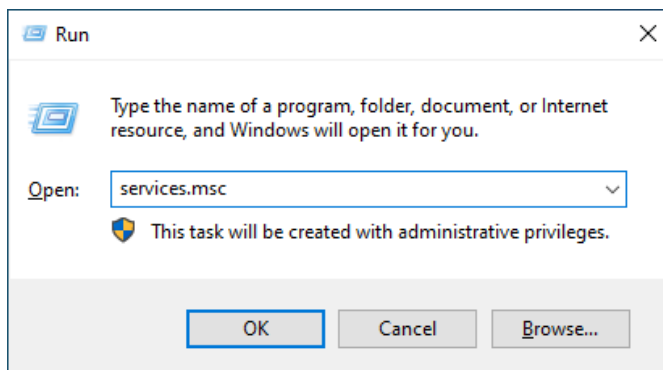 Run
Type the name of a program, folder, document, or Internet
resource, and Windows will open it for you.
Open: services.msc
This task will be created with administrative privileges.
OK Cancel Browse...